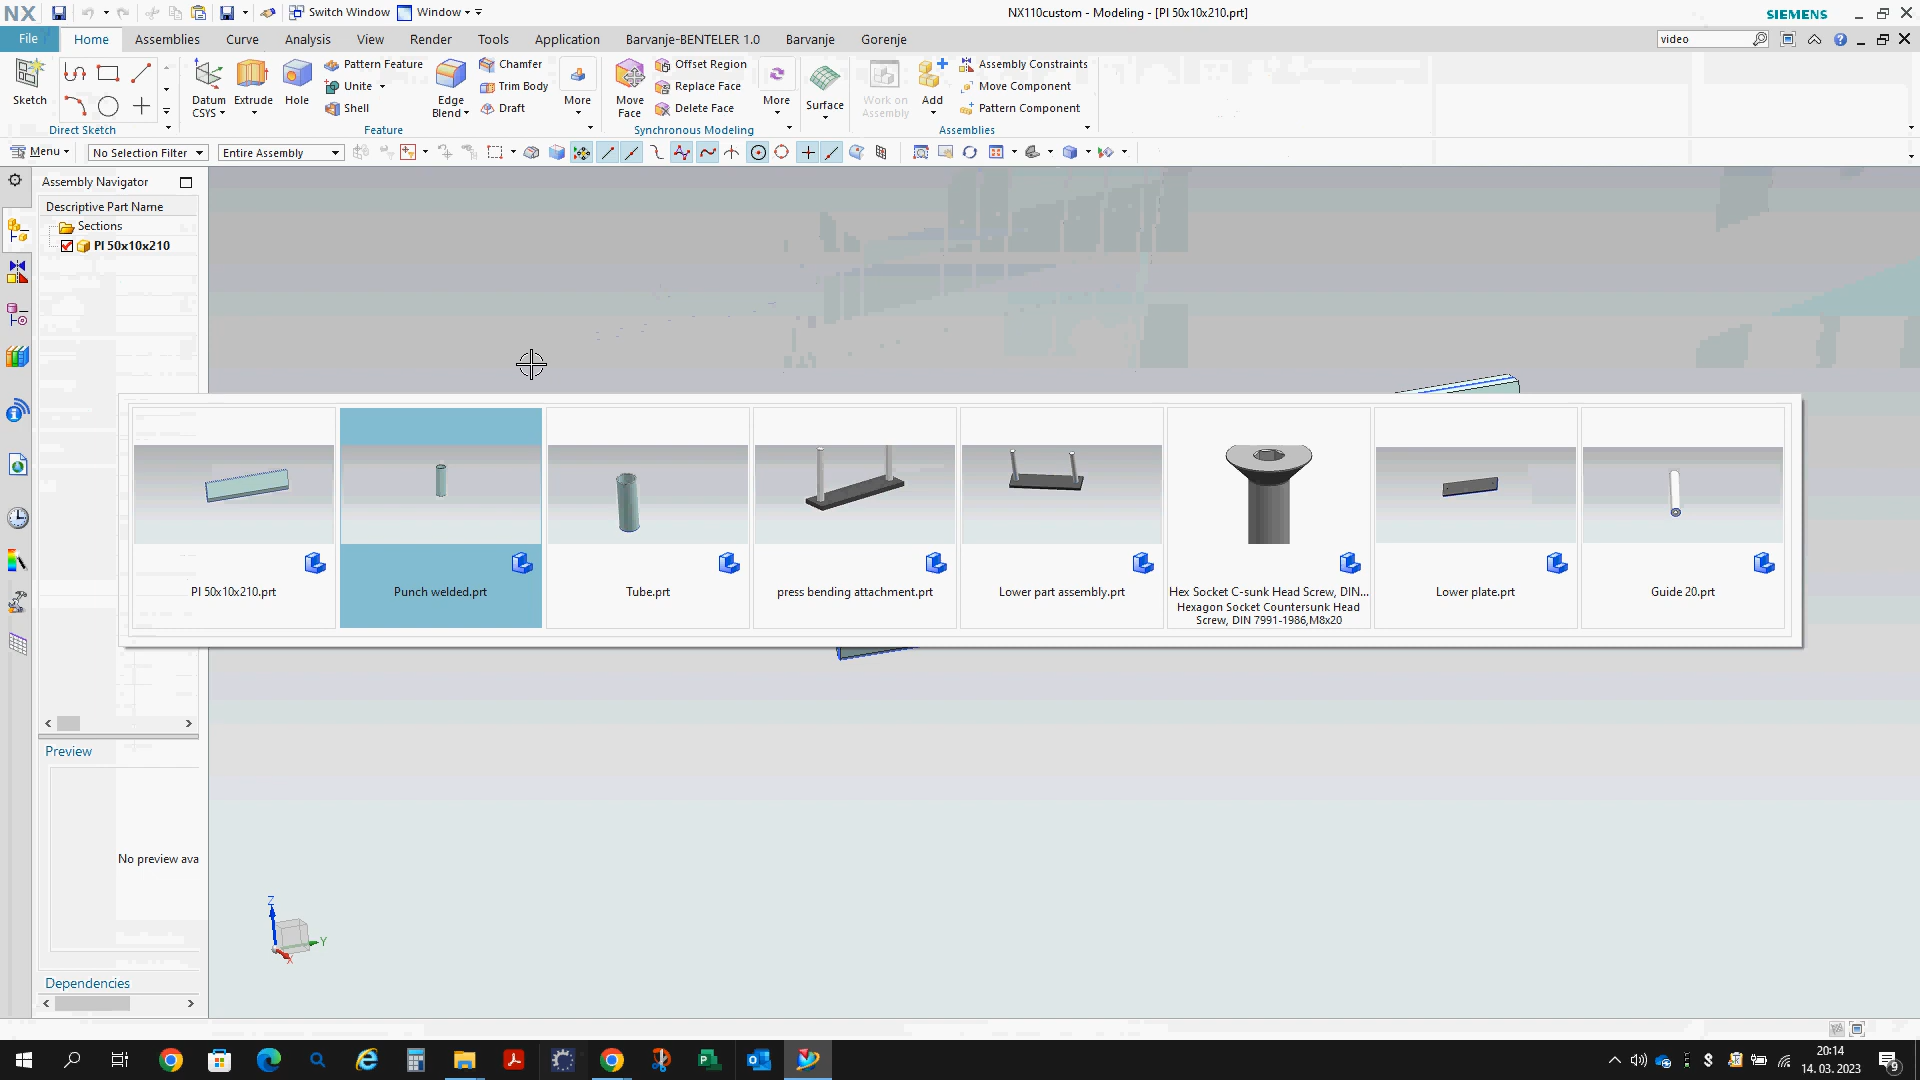 NX
Switch Window
Window
NX110custom - Modeling - [Pl 50x10x210.prt]
SIEMENS
File
Home
Assemblies
Curve
Analysis
View
Render
Tools
Application
Barvanje-BENTELER 1.0
Barvanje
Gorenje
video
Sketch
Direct Sketch
Datum
CSYS
Extrude
Hole
Pattern Feature
Unite
Shell
Edge
Blend
Chamfer
Trim Body
Draft
More
Feature
Move
Face
Offset Region
Replace Face
Delete Face
More
Synchronous Modeling
Surface
Work on
Assembly
Add
Assembly Constraints
Move Component
Pattern Component
Assemblies
Menu
No Selection Filter
Entire Assembly
Assembly Navigator
Descriptive Part Name
Sections
Pl 50x10x210
Pl 50x10x210.prt
Punch welded.prt
Tube.prt
press bending attachment.prt
Lower part assembly.prt
Hex Socket C-sunk Head Screw, DIN...
Hexagon Socket Countersunk Head
Screw, DIN 7991-1986,M8x20
Lower plate.prt
Guide 20.prt
Preview
No preview ava
Dependencies
Z
Y
X
20:14
14. 03. 2023
9